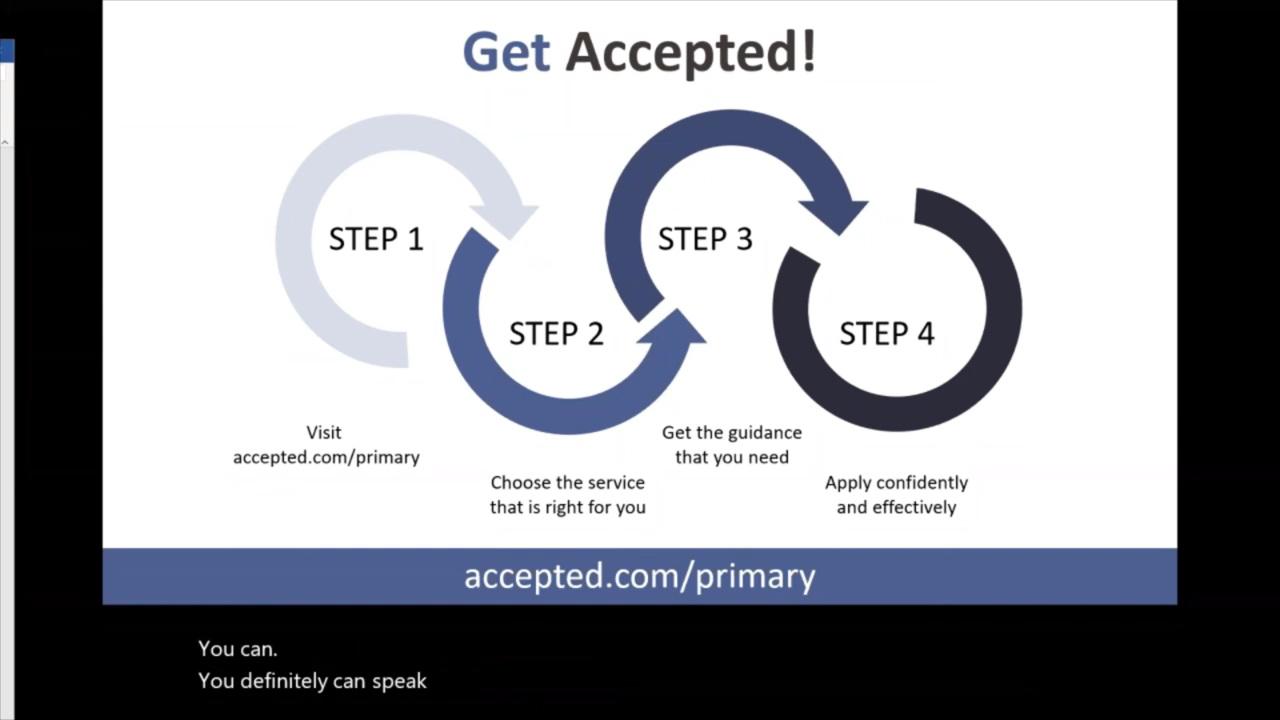 Get Accepted!
STEP 1
STEP 3
STEP 2
STEP 4
Visit
accepted.com/primary
Get the guidance
that you need
Choose the service
that is right for you
Apply confidently
and effectively
accepted.com/primary
You can.
You definitely can speak